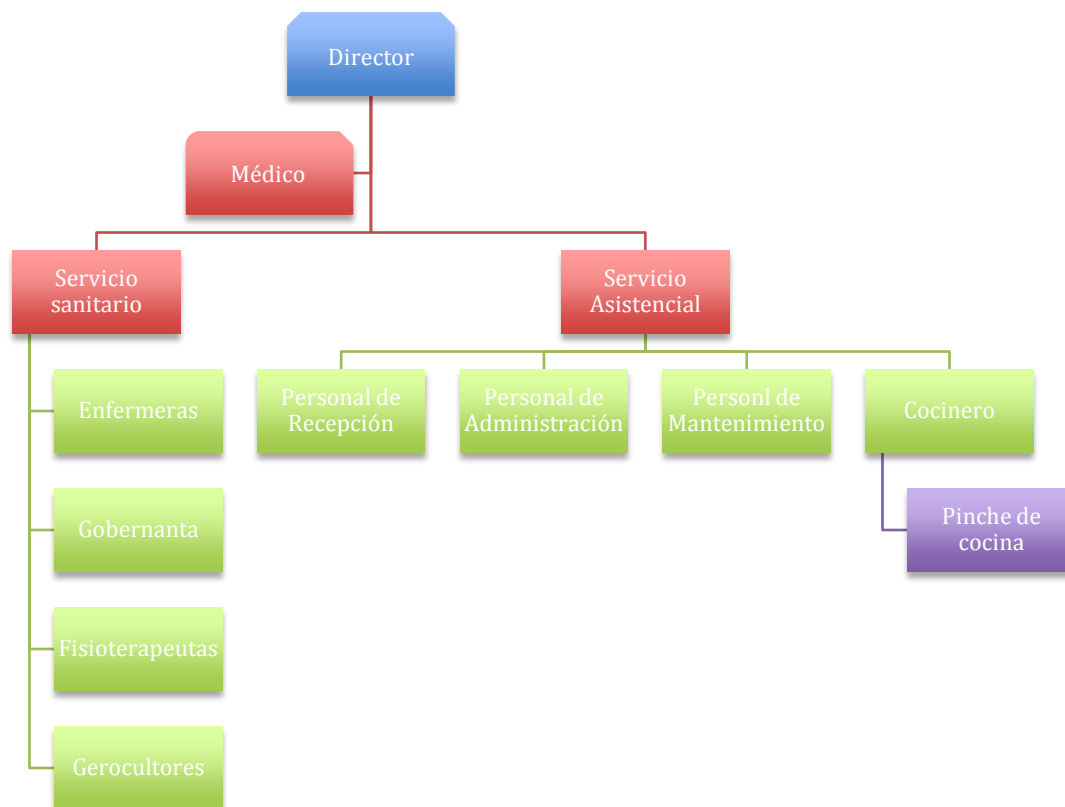 Director
Médico
Servicio
sanitario
Servicio
Asistencial
Enfermeras
Personal de
Recepción
Personal de
Administración
Personl de
Mantenimiento
Cocinero
Gobernanta
Pinche de
cocina
Fisioterapeutas
Gerocultores